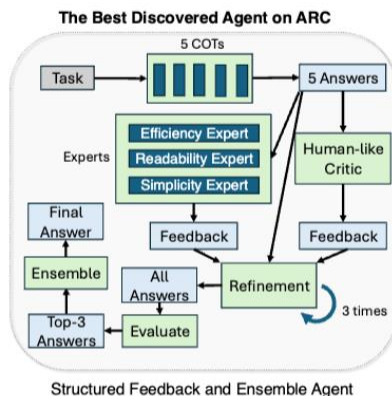 The Best Discovered Agent on ARC
5 COTs
Task
5 Answers
Efficiency Expert
Experts
Readability Expert
Simplicity Expert
Human-like
Critic
Final
Answer
Feedback
Feedback
Ensemble
All
Answers
Refinement
3 times
Top-3
Answers
Evaluate
Structured Feedback and Ensemble Agent